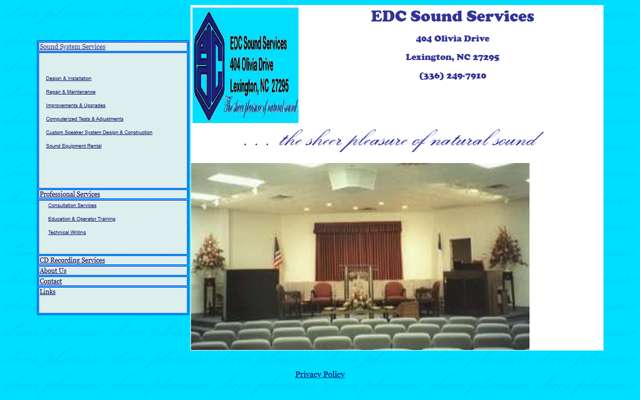 EDC Sound Services
404 Olivia Drive
Lexington, NC 27295
(336) 249-7910
EDC Sound Services
404 Olivia Drive
Lexington, NC 27295
The sheer pleasure of natural sound
. . . the sheer pleasure of natural sound
Sound System Services
Design & Installation
Repair & Maintenance
Improvements & Upgrades
Computerized Tests & Adjustments
Custom Speaker System Design & Construction
Sound Equipment Rental
Professional Services
Consultation Services
Education & Operator Training
Technical Writing
CD Recording Services
About Us
Contact
Links
Privacy Policy